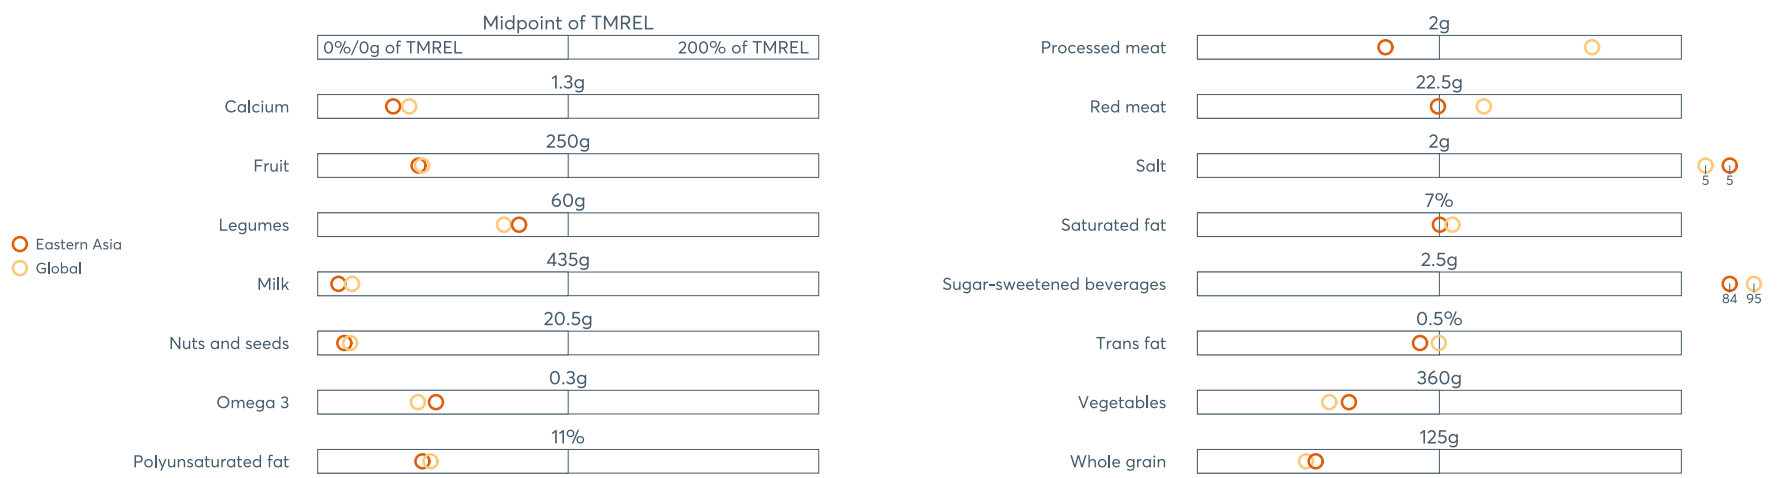 Midpoint of TMREL
0%/0g of TMREL 200% of TMREL
1.3g
Calcium
250g
Fruit
60g
Legumes
Eastern Asia
Global
435g
Milk
20.5g
Nuts and seeds
0.3g
Omega 3
11%
Polyunsaturated fat
2g
Processed meat
22.5g
Red meat
2g
Salt
5 5
7%
Saturated fat
2.5g
Sugar-sweetened beverages
84 95
0.5%
Trans fat
360g
Vegetables
125g
Whole grain